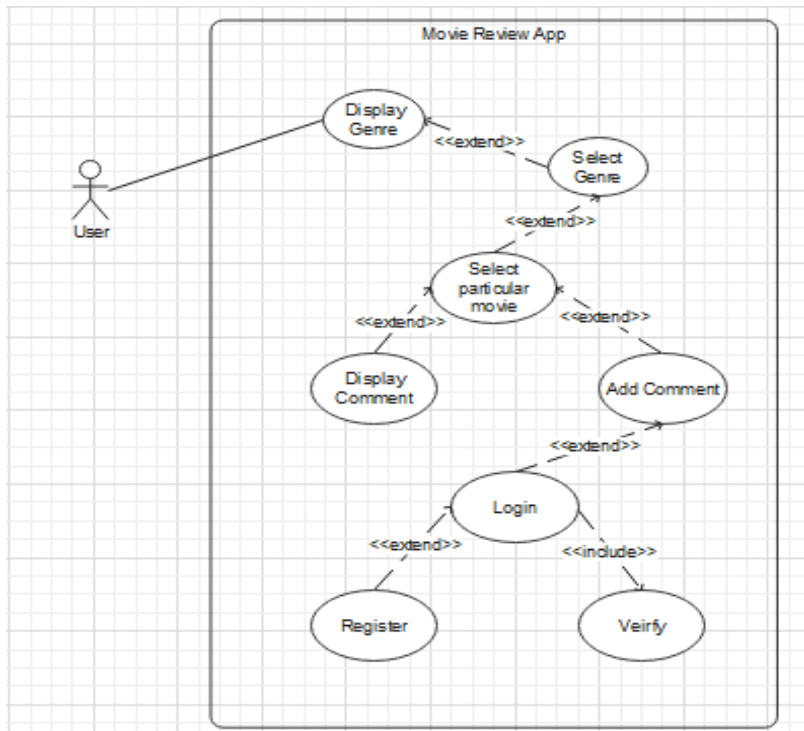 Movie Review App
Display
Genre
<<extend>>
Select
Genre
User
<<extend>>
Select
particular
movie
<<extend>>
<<extend>>
Display
Comment
Add Comment
<<extend>>
Login
<<extend>>
<<include>>
Register
Veirfy